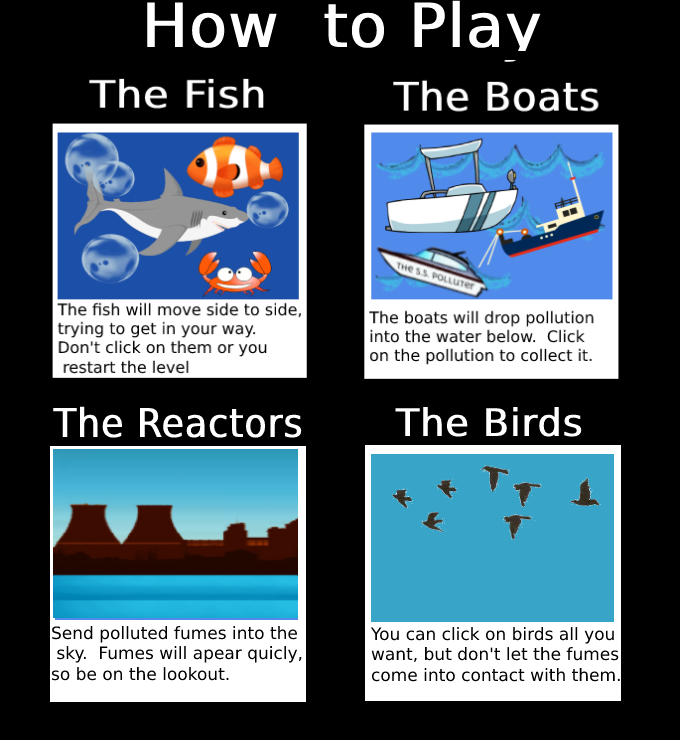 How to Play
The Fish
The Boats
THE S.S. POLLUTER
The fish will move side to side,
trying to get in your way.
Don't click on them or you
restart the level
The boats will drop pollution
into the water below. Click
on the pollution to collect it.
The Reactors
The Birds
Send polluted fumes into the
sky. Fumes will apear quicly,
so be on the lookout.
You can click on birds all you
want, but don't let the fumes
come into contact with them.